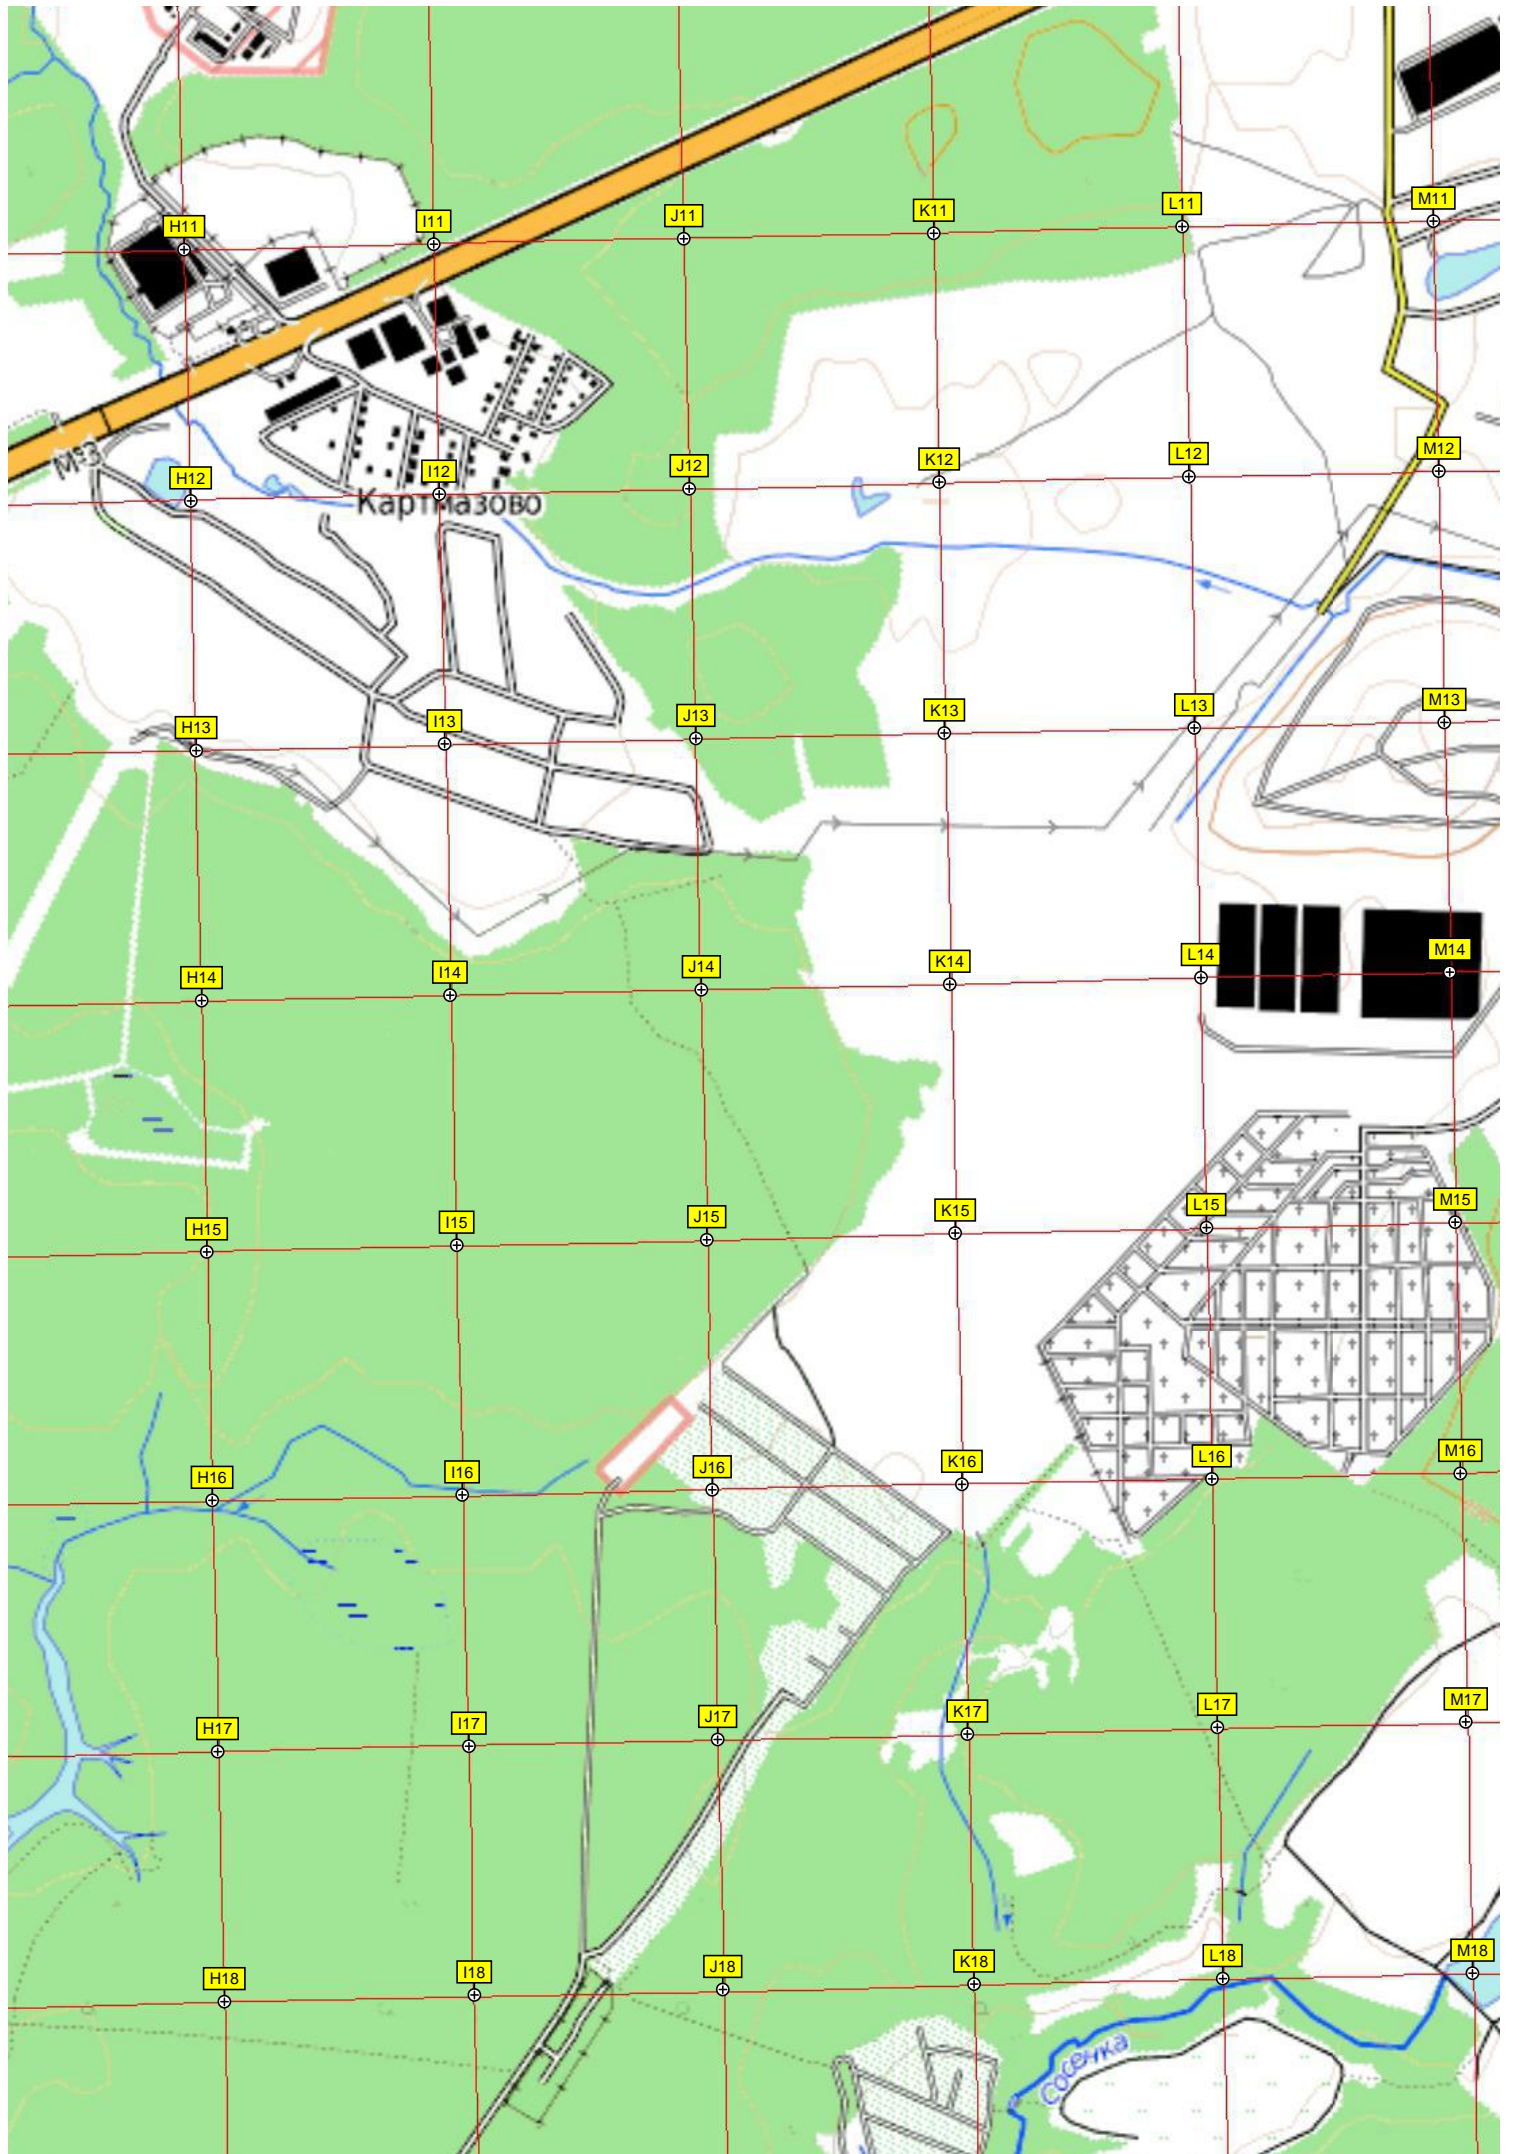 H11 I11 J11 K11 L11 M11
М-3
H12 I12 J12 K12 L12 M12
Картмазово
H13 I13 J13 K13 L13 M13
H14 I14 J14 K14 L14 M14
H15 I15 J15 K15 L15 M15
H16 I16 J16 K16 L16 M16
H17 I17 J17 K17 L17 M17
H18 I18 J18 K18 L18 M18
Сосенка